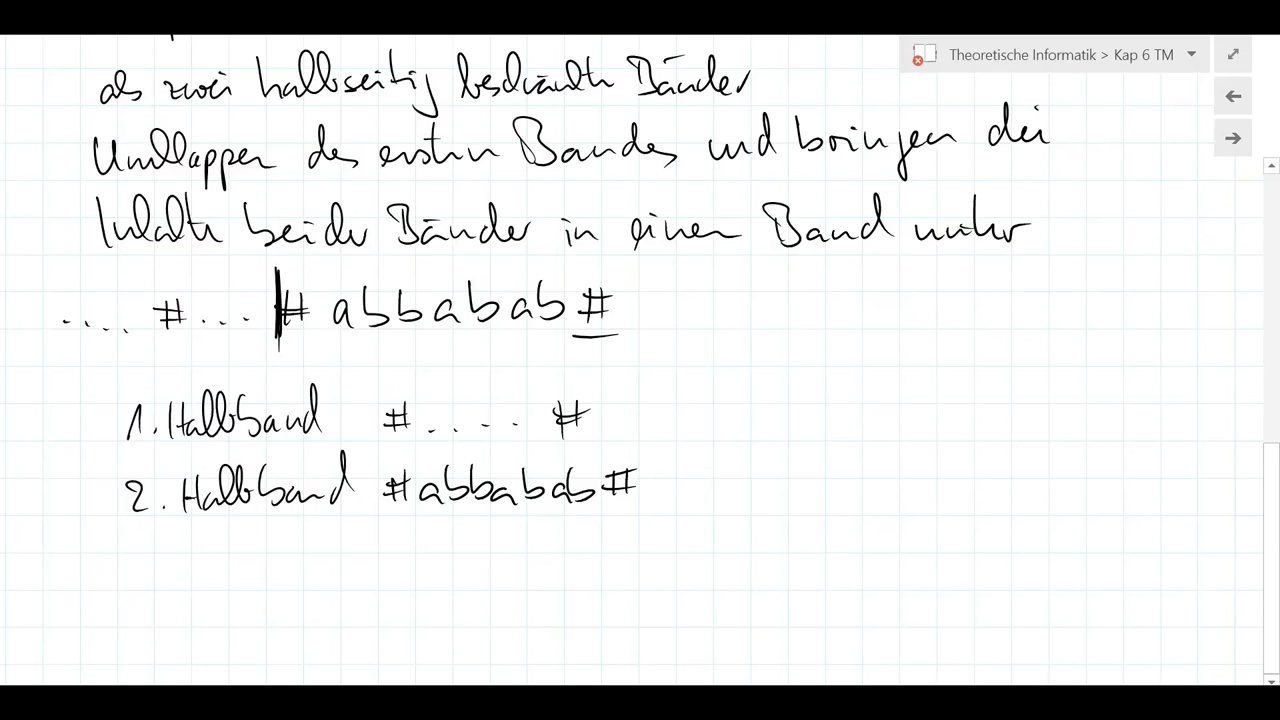 Theoretische Informatik > Kap 6 TM
als zwei halbseitig beschränkte Bänder
Umklappen des ersten Bandes und bringen die
Inhalte beider Bänder in einen Band unter
.... # ... # abbabab#
1. Halbband # ..... #
2. Halbband #abbabab#